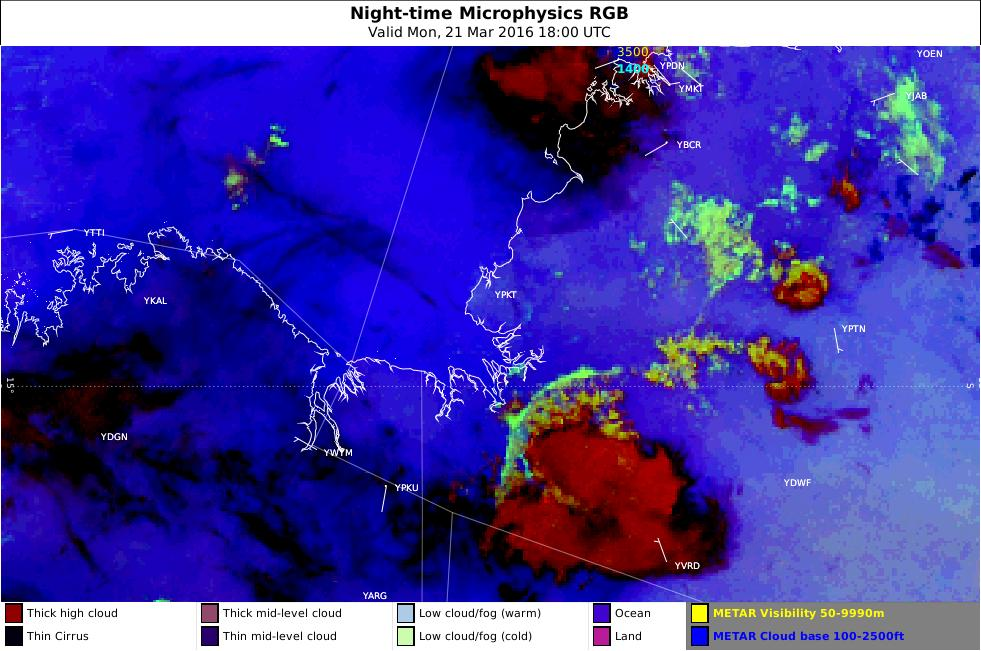 Night-time Microphysics RGB
Valid Mon, 21 Mar 2016 18:00 UTC
3500
1400
YPDN
YOEN
YMKT
YJAB
YBCR
YTTI
YKAL
YPKT
YPTN
15°
S
YDGN
YWYM
YPKU
YDWF
YVRD
YARG
Thick high cloud
Thick mid-level cloud
Low cloud/fog (warm)
Ocean
METAR Visibility 50-9990m
Thin Cirrus
Thin mid-level cloud
Low cloud/fog (cold)
Land
METAR Cloud base 100-2500ft